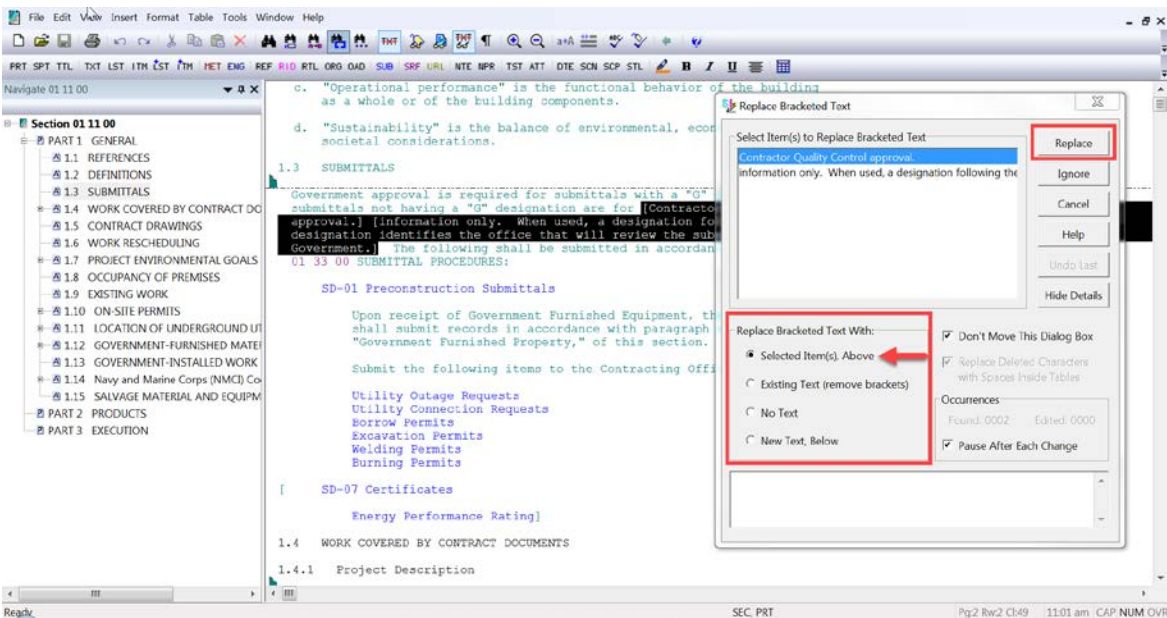 File Edit View Insert Format Table Tools Window Help
PRT SPT TTL TXT LST ITM LST ITM MET ENG REF RID RTL ORG OAD SUB SRF URL NTE NPR TST ATT DTE SCN SCP STL B I U
Navigate 01 11 00
Section 01 11 00
PART 1 GENERAL
1.1 REFERENCES
1.2 DEFINITIONS
1.3 SUBMITTALS
1.4 WORK COVERED BY CONTRACT DO
1.5 CONTRACT DRAWINGS
1.6 WORK RESCHEDULING
1.7 PROJECT ENVIRONMENTAL GOALS
1.8 OCCUPANCY OF PREMISES
1.9 EXISTING WORK
1.10 ON-SITE PERMITS
1.11 LOCATION OF UNDERGROUND UT
1.12 GOVERNMENT-FURNISHED MATE
1.13 GOVERNMENT-INSTALLED WORK
1.14 Navy and Marine Corps (NMCI) Co
1.15 SALVAGE MATERIAL AND EQUIPM
PART 2 PRODUCTS
PART 3 EXECUTION
c. "Operational performance" is the functional behavior of the building
as a whole or of the building components.
d. "Sustainability" is the balance of environmental, econ
societal considerations.
1.3 SUBMITTALS
Government approval is required for submittals with a "G"
submittals not having a "G" designation are for [Contracto
approval.] [information only. When used, a designation fo
designation identifies the office that will review the sub
Government.] The following shall be submitted in accordan
01 33 00 SUBMITTAL PROCEDURES:
SD-01 Preconstruction Submittals
Upon receipt of Government Furnished Equipment, th
shall submit records in accordance with paragraph
"Government Furnished Property," of this section.
Submit the following items to the Contracting Offi
Utility Outage Requests
Utility Connection Requests
Borrow Permits
Excavation Permits
Welding Permits
Burning Permits
[ SD-07 Certificates
Energy Performance Rating]
1.4 WORK COVERED BY CONTRACT DOCUMENTS
1.4.1 Project Description
Replace Bracketed Text
Select Item(s) to Replace Bracketed Text
Contractor Quality Control approval.
information only. When used, a designation following the
Replace
Ignore
Cancel
Help
Undo Last
Hide Details
Replace Bracketed Text With:
Selected Item(s), Above
Existing Text (remove brackets)
No Text
New Text, Below
Don't Move This Dialog Box
Replace Deleted Characters
with Spaces Inside Tables
Occurrences
Found: 0002 Edited: 0000
Pause After Each Change
Ready
SEC, PRT
Pg:2 Rw:2 Cl:49 11:01 am CAP NUM OVR